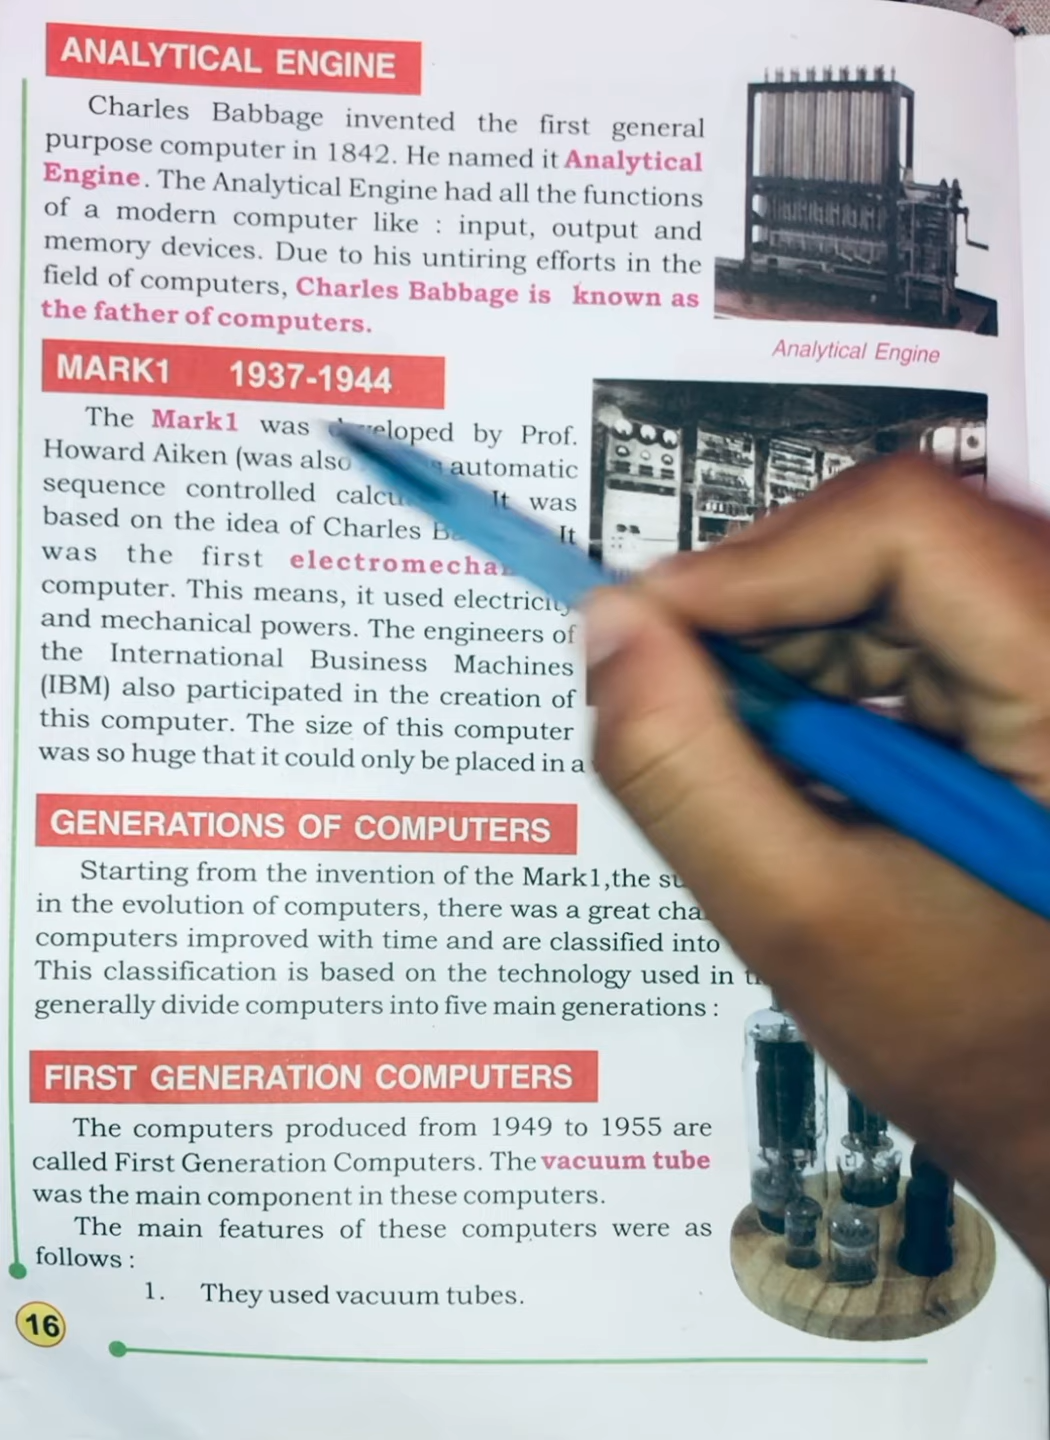 ANALYTICAL ENGINE
Charles Babbage invented the first general
purpose computer in 1842. He named it Analytical
Engine. The Analytical Engine had all the functions
of a modern computer like : input, output and
memory devices. Due to his untiring efforts in the
field of computers, Charles Babbage is known as
the father of computers.
Analytical Engine
MARK1 1937-1944
The Mark1 was developed by Prof.
Howard Aiken (was also automatic
sequence controlled It was
based on the idea of Charles It
was the first
computer. This means, it used electricity
and mechanical powers. The engineers of
the International Business Machines
(IBM) also participated in the creation of
this computer. The size of this computer
was so huge that it could only be placed in a
GENERATIONS OF COMPUTERS
Starting from the invention of the Mark1,the
in the evolution of computers, there was a great
computers improved with time and are classified into
This classification is based on the technology used in
generally divide computers into five main generations :
FIRST GENERATION COMPUTERS
The computers produced from 1949 to 1955 are
called First Generation Computers. The vacuum tube
was the main component in these computers.
The main features of these computers were as
follows :
1. They used vacuum tubes.
16